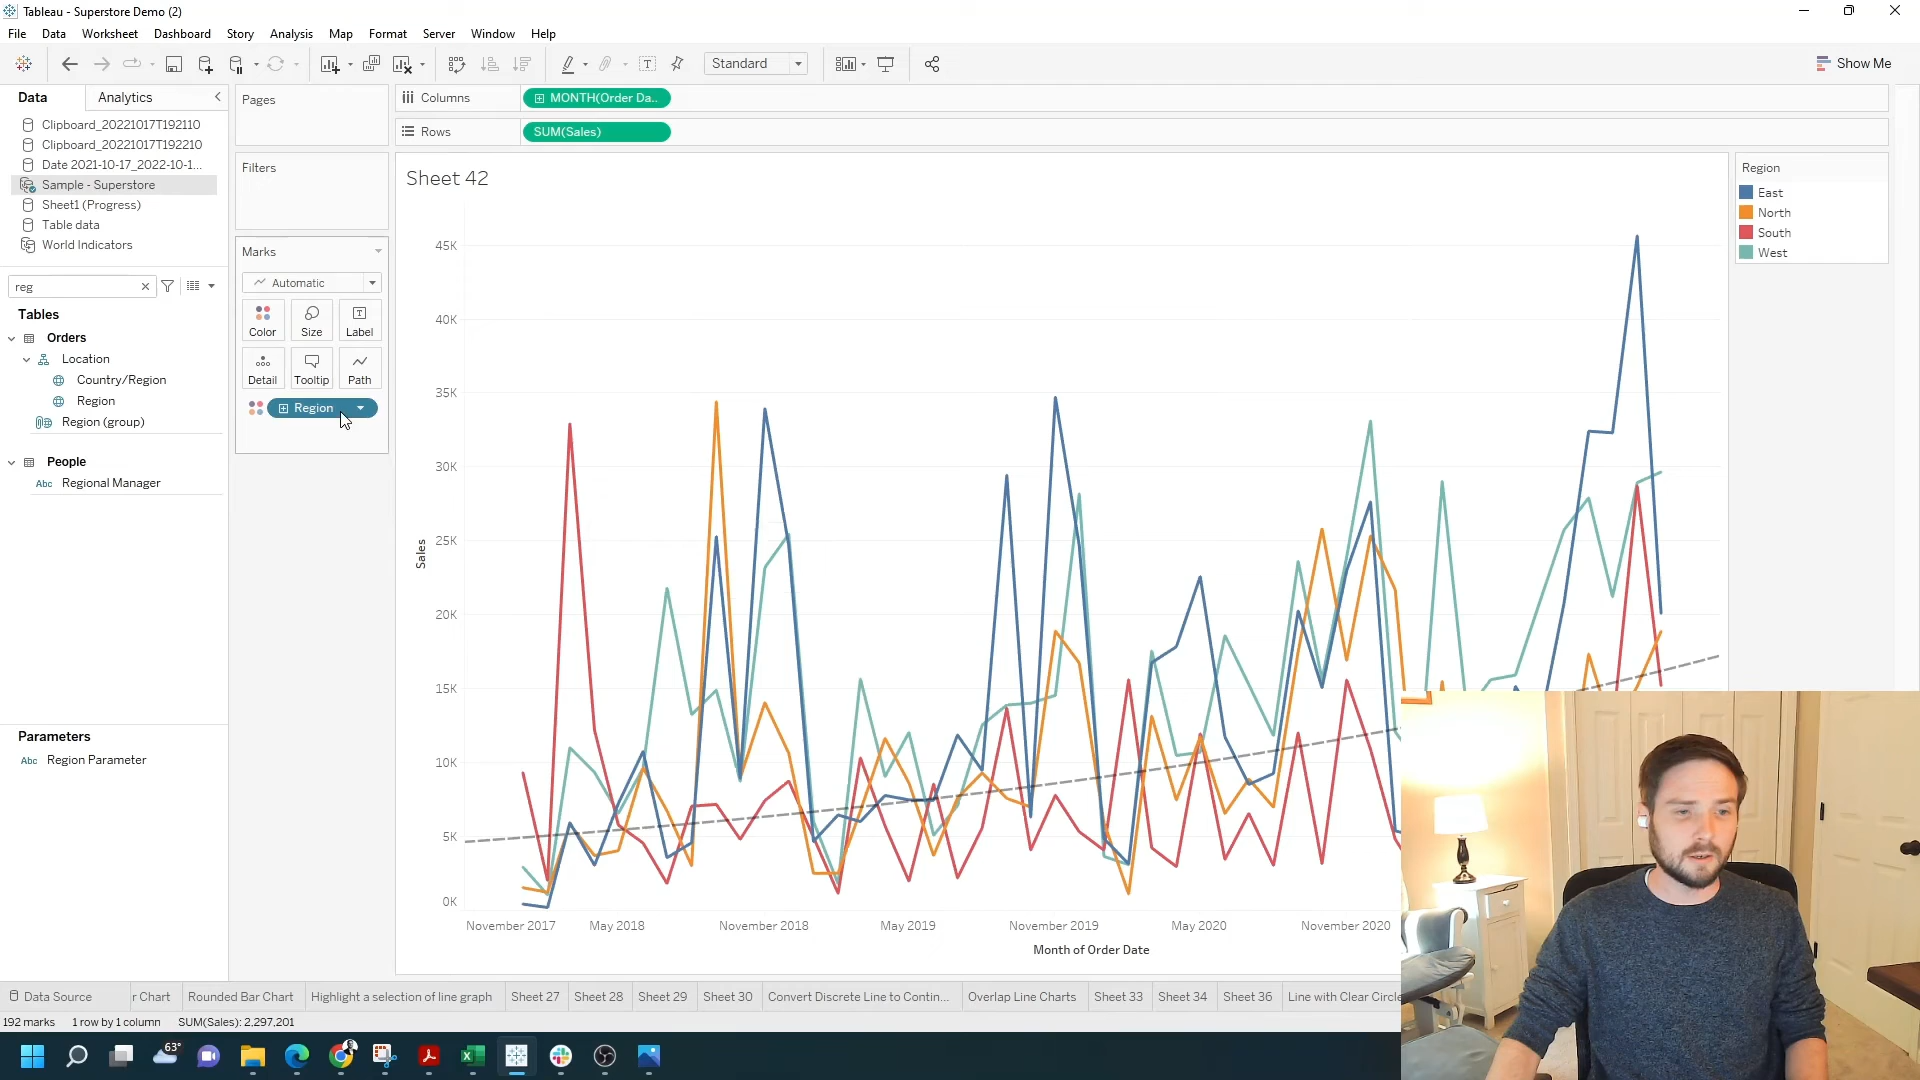 Tableau - Superstore Demo (2)
File Data Worksheet Dashboard Story Analysis Map Format Server Window Help
Standard
Show Me
Data Analytics
Pages
Columns MONTH(Order Da..
Rows SUM(Sales)
Clipboard_20221017T192110
Clipboard_20221017T192210
Date 2021-10-17_2022-10-1...
Sample - Superstore
Sheet1 (Progress)
Table data
World Indicators
reg
Tables
Orders
Location
Country/Region
Region
Region (group)
People
Abc Regional Manager
Parameters
Abc Region Parameter
Filters
Marks
Automatic
Color Size Label
Detail Tooltip Path
Region
Sheet 42
45K
40K
35K
30K
25K
20K
15K
10K
5K
0K
Sales
November 2017 May 2018 November 2018 May 2019 November 2019 May 2020 November 2020
Month of Order Date
Region
East
North
South
West
Data Source r Chart Rounded Bar Chart Highlight a selection of line graph Sheet 27 Sheet 28 Sheet 29 Sheet 30 Convert Discrete Line to Contin... Overlap Line Charts Sheet 33 Sheet 34 Sheet 36 Line with Clear Circle
192 marks 1 row by 1 column SUM(Sales): 2,297,201
63°